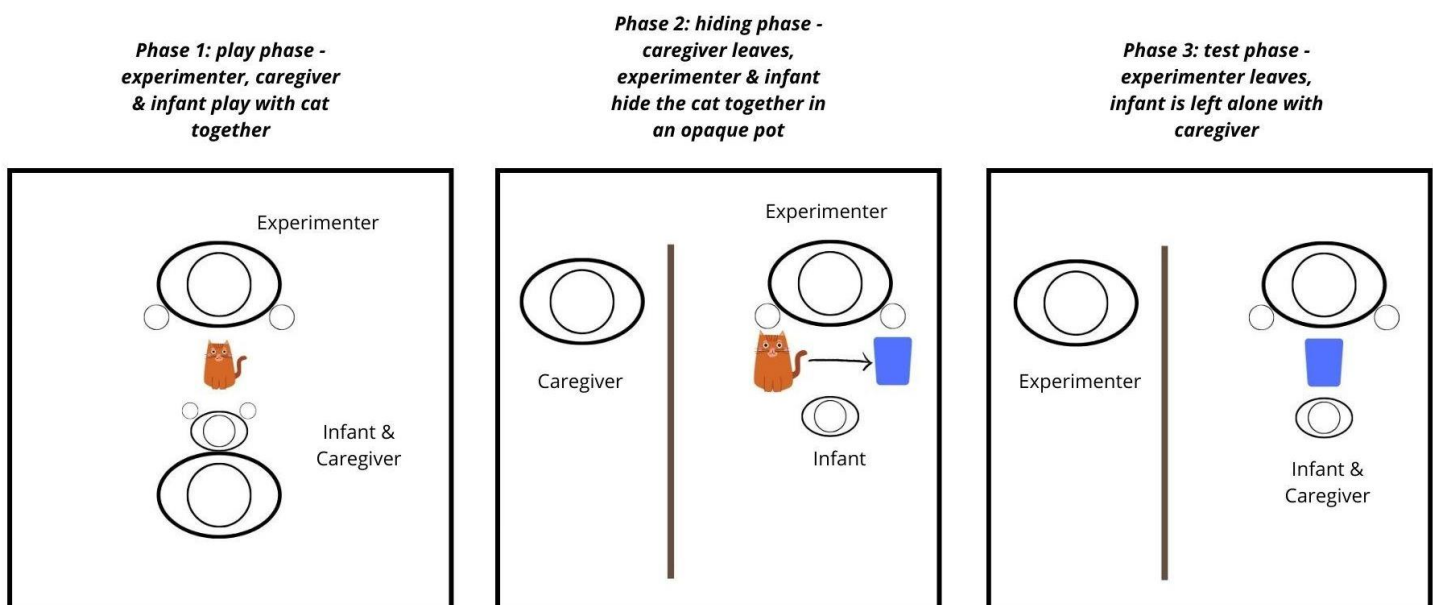 Phase 1: play phase -
experimenter, caregiver
& infant play with cat
together
Phase 2: hiding phase -
caregiver leaves,
experimenter & infant
hide the cat together in
an opaque pot
Phase 3: test phase -
experimenter leaves,
infant is left alone with
caregiver
Experimenter
Infant &
Caregiver
Experimenter
Caregiver
Infant
Experimenter
Infant &
Caregiver